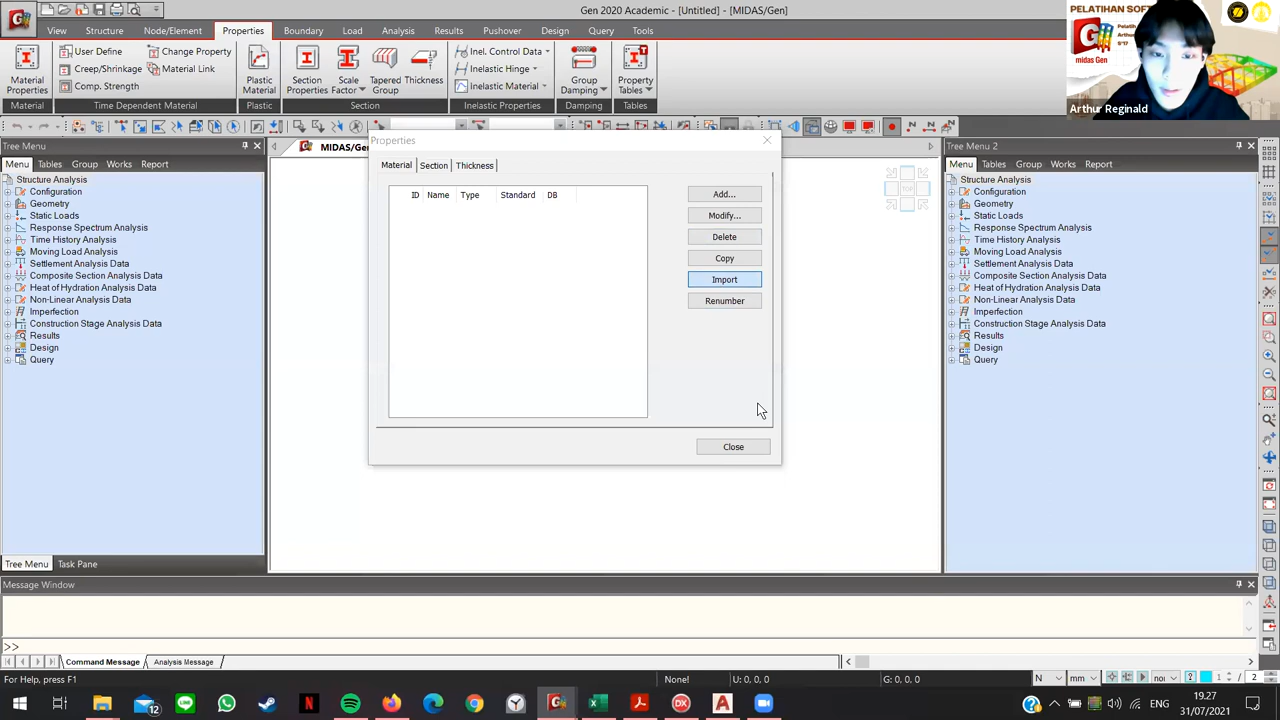 Gen 2020 Academic - [Untitled] - [MIDAS/Gen]
View Structure Node/Element Properties Boundary Load Analysis Results Pushover Design Query Tools
Material
Properties
User Define
Creep/Shrinkage
Comp. Strength
Change Property
Material Link
Plastic
Material
Section
Properties
Scale
Factor
Tapered
Group
Thickness
Inel. Control Data
Inelastic Hinge
Inelastic Material
Group
Damping
Property
Tables
Material Time Dependent Material Plastic Section Inelastic Properties Damping Tables
PELATIHAN SOFT
midas Gen
Arthur Reginald
Tree Menu
Menu Tables Group Works Report
Structure Analysis
Configuration
Geometry
Static Loads
Response Spectrum Analysis
Time History Analysis
Moving Load Analysis
Settlement Analysis Data
Composite Section Analysis Data
Heat of Hydration Analysis Data
Non-Linear Analysis Data
Imperfection
Construction Stage Analysis Data
Results
Design
Query
Tree Menu Task Pane
MIDAS/Gen
Properties
Material Section Thickness
ID Name Type Standard DB
Add...
Modify...
Delete
Copy
Import
Renumber
Close
TOP
Tree Menu 2
Menu Tables Group Works Report
Structure Analysis
Configuration
Geometry
Static Loads
Response Spectrum Analysis
Time History Analysis
Moving Load Analysis
Settlement Analysis Data
Composite Section Analysis Data
Heat of Hydration Analysis Data
Non-Linear Analysis Data
Imperfection
Construction Stage Analysis Data
Results
Design
Query
Message Window
>>
Command Message Analysis Message
For Help, press F1 None! U: 0, 0, 0 G: 0, 0, 0 N mm non 1 / 2
12
ENG
19.27
31/07/2021